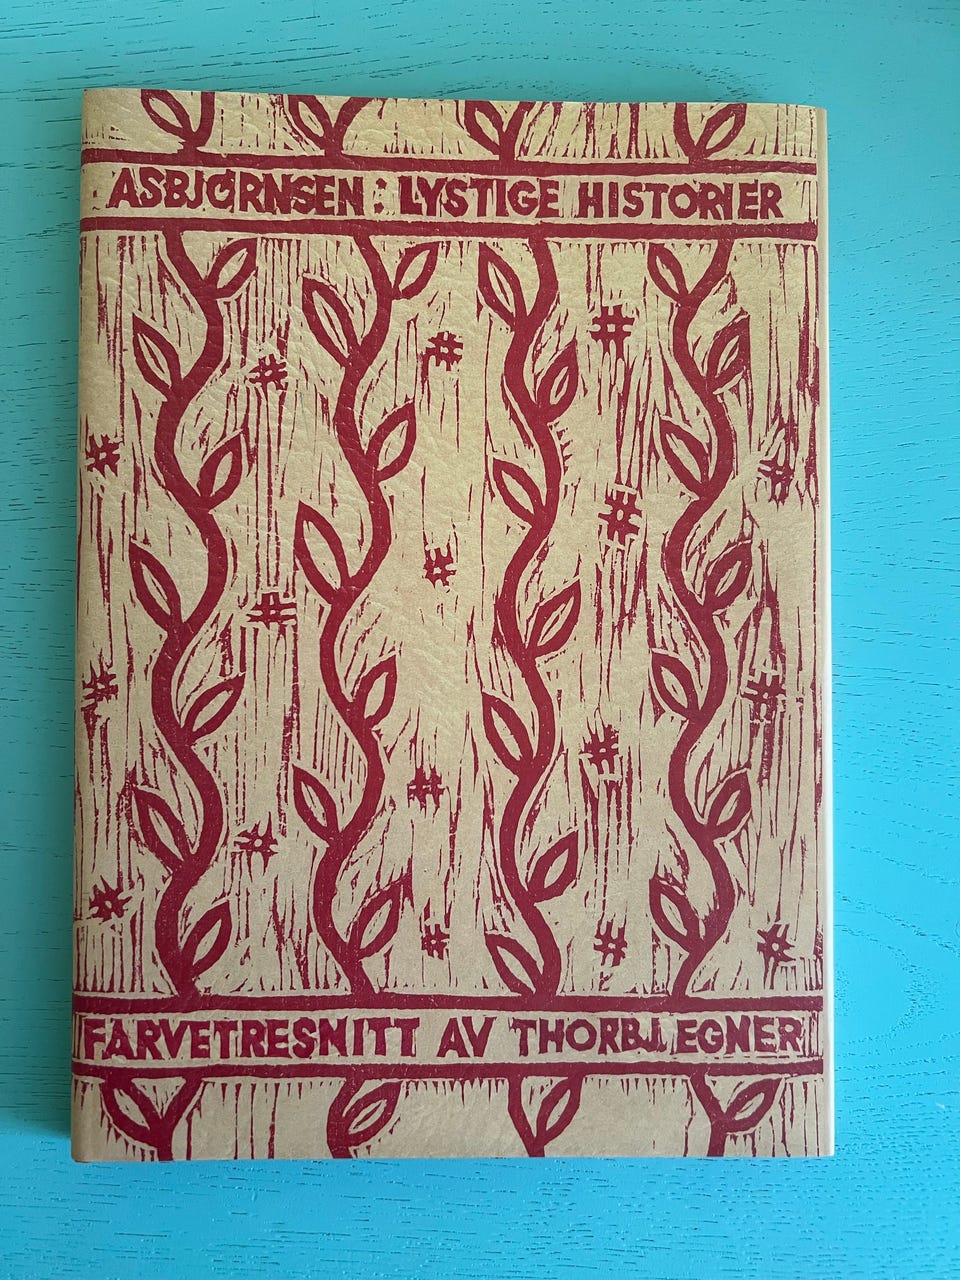 ASBJØRNSEN : LYSTIGE HISTORIER
FARVETRESNITT AV THORBJ. EGNER